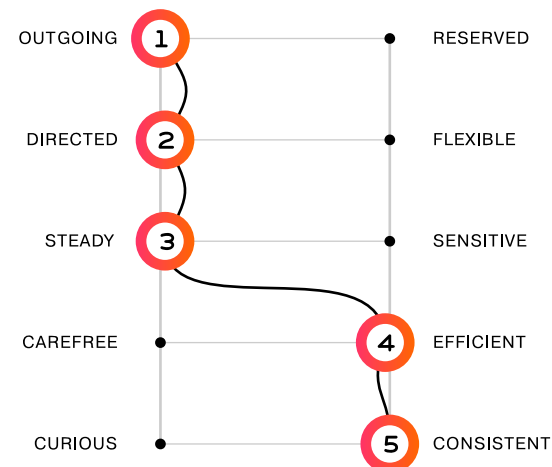 OUTGOING 1 RESERVED
DIRECTED 2 FLEXIBLE
STEADY 3 SENSITIVE
CAREFREE 4 EFFICIENT
CURIOUS 5 CONSISTENT